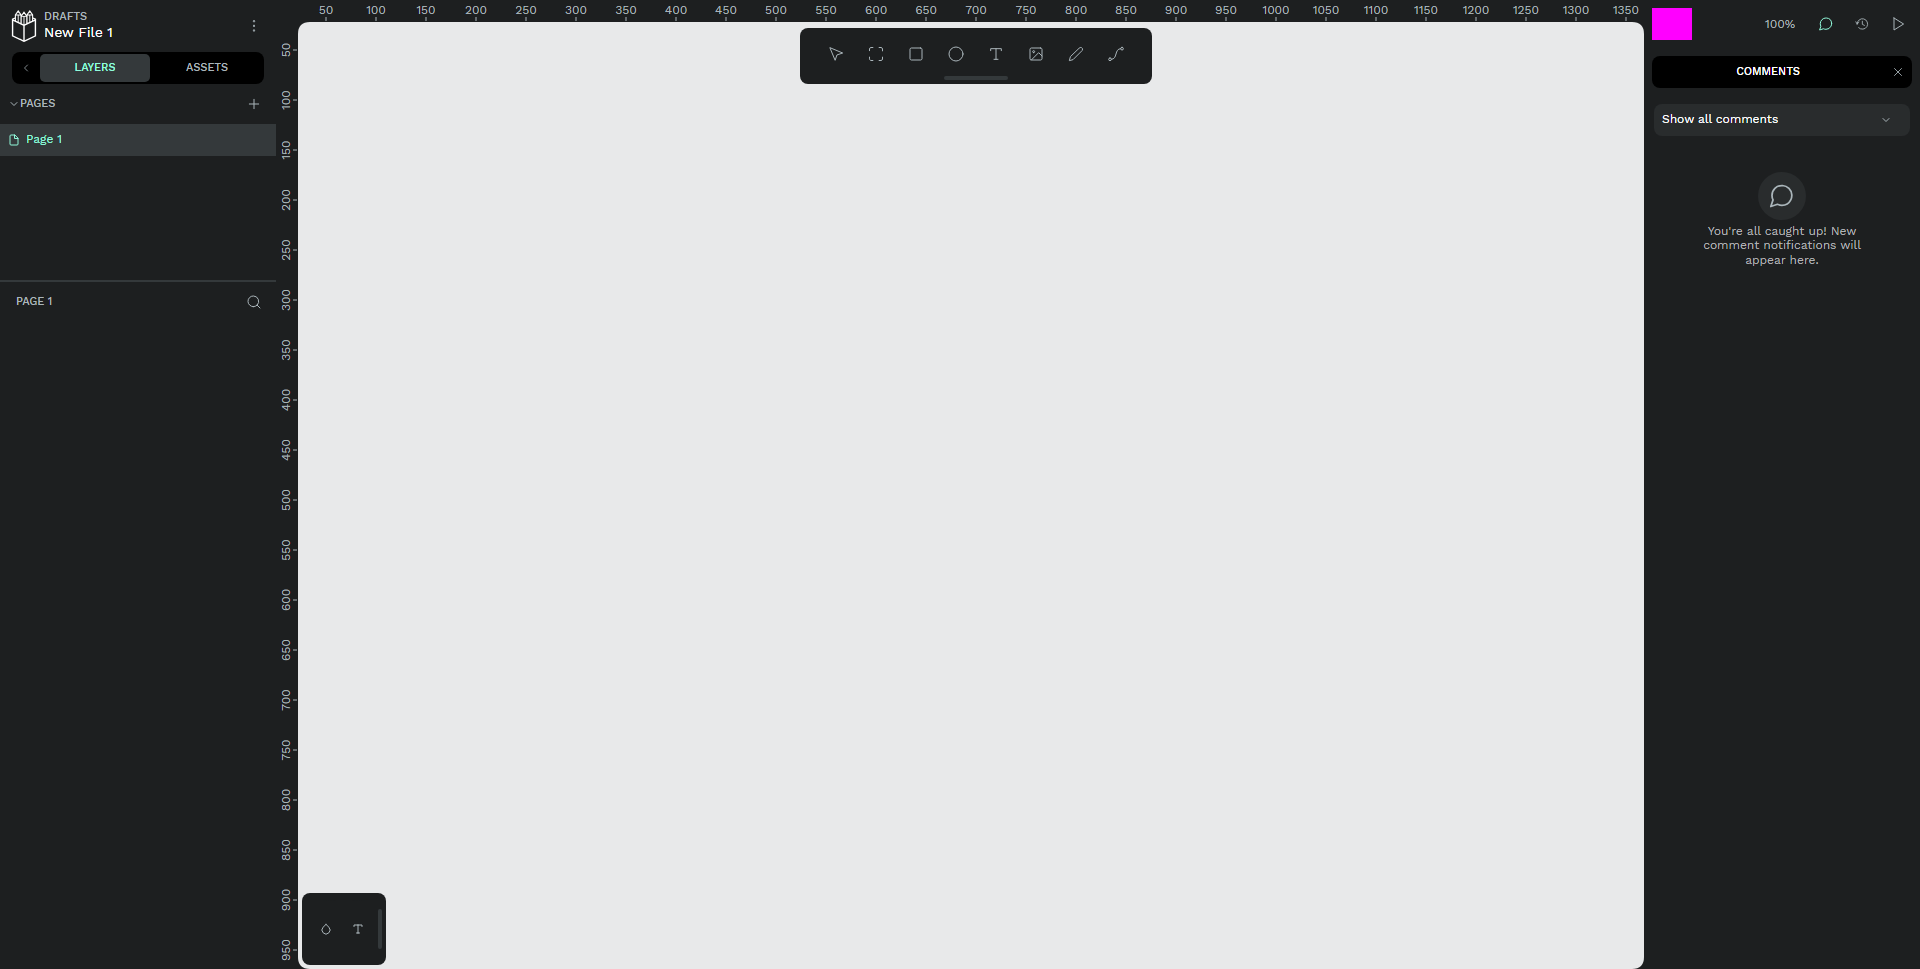 DRAFTS
New File 1
LAYERS
ASSETS
PAGES
Page 1
PAGE 1
50 100 150 200 250 300 350 400 450 500 550 600 650 700 750 800 850 900 950 1000 1050 1100 1150 1200 1250 1300 1350
50
100
150
200
250
300
350
400
450
500
550
600
650
700
750
800
850
900
950
100%
COMMENTS
Show all comments
You're all caught up! New
comment notifications will
appear here.